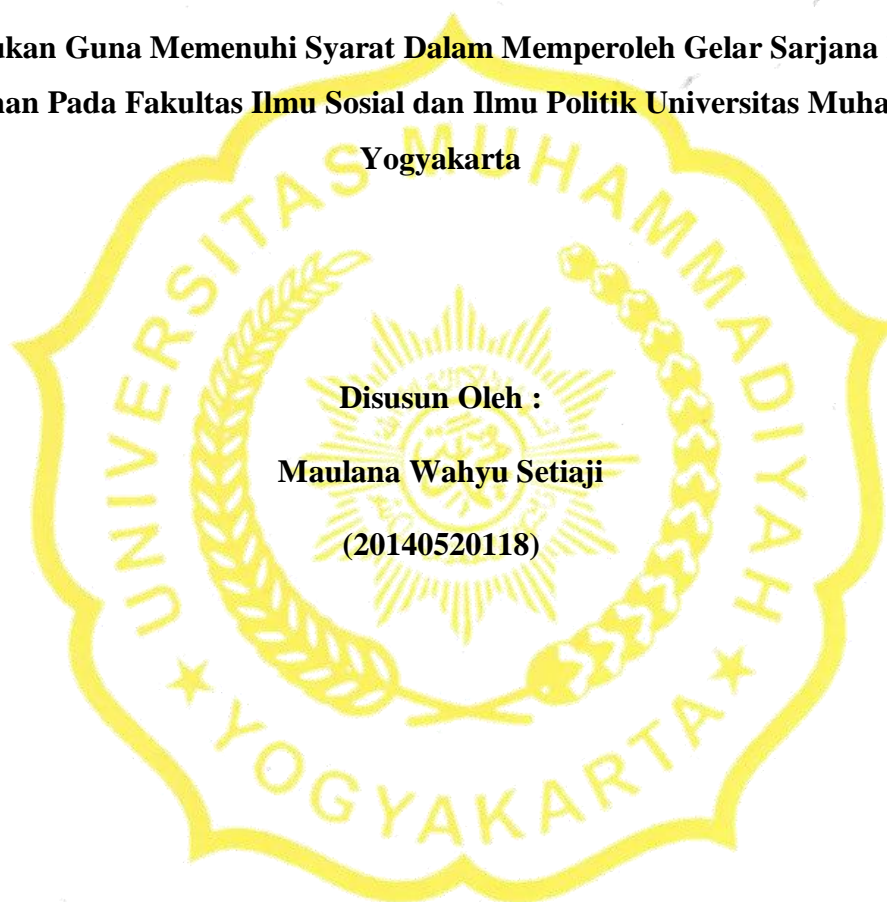 ukan Guna Memenuhi Syarat Dalam Memperoleh Gelar Sarjana
an Pada Fakultas Ilmu Sosial dan Ilmu Politik Universitas Muha
Yogyakarta
UNIVERSITAS MUHAMMADIYAH
Disusun Oleh :
Maulana Wahyu Setiaji
(20140520118)
★ YOGYAKARTA ★